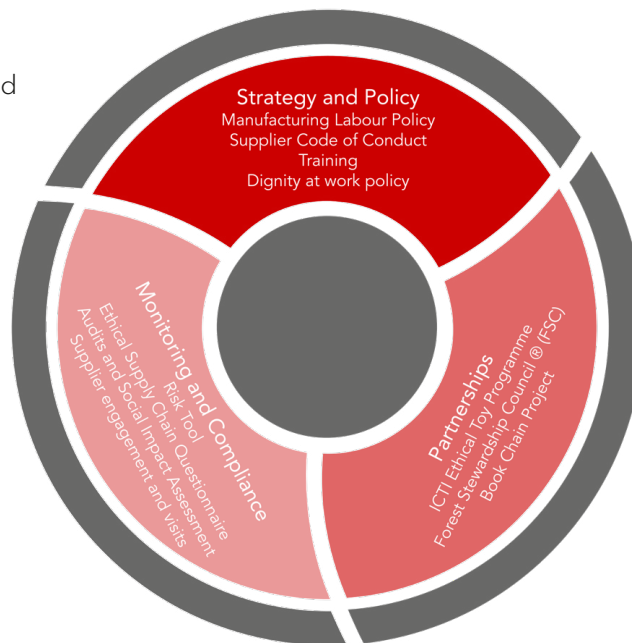 d
Strategy and Policy
Manufacturing Labour Policy
Supplier Code of Conduct
Training
Dignity at work policy
Partnerships
ICTI Ethical Toy Programme
Forest Stewardship Council ® (FSC)
Book Chain Project
Monitoring and Compliance
Risk Tool
Ethical Supply Chain Questionnaire
Audits and Social Impact Assessment
Supplier engagement and visits